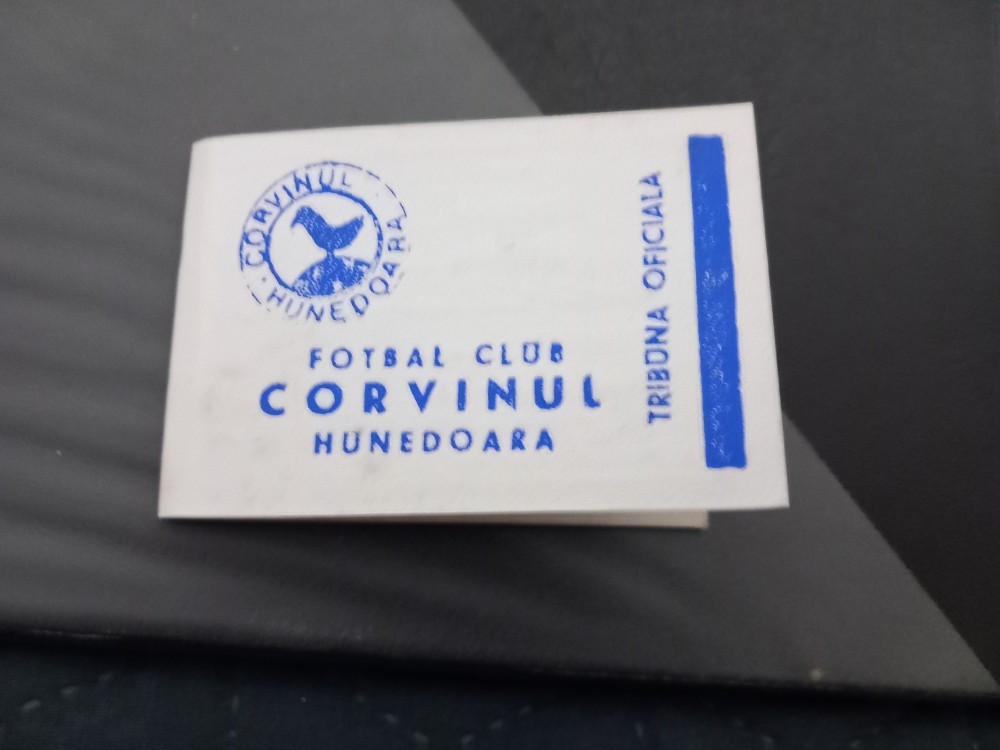 CORVINUL
HUNEDOARA
FOTBAL CLUB
CORVINUL
HUNEDOARA
TRIBUNA OFICIALA